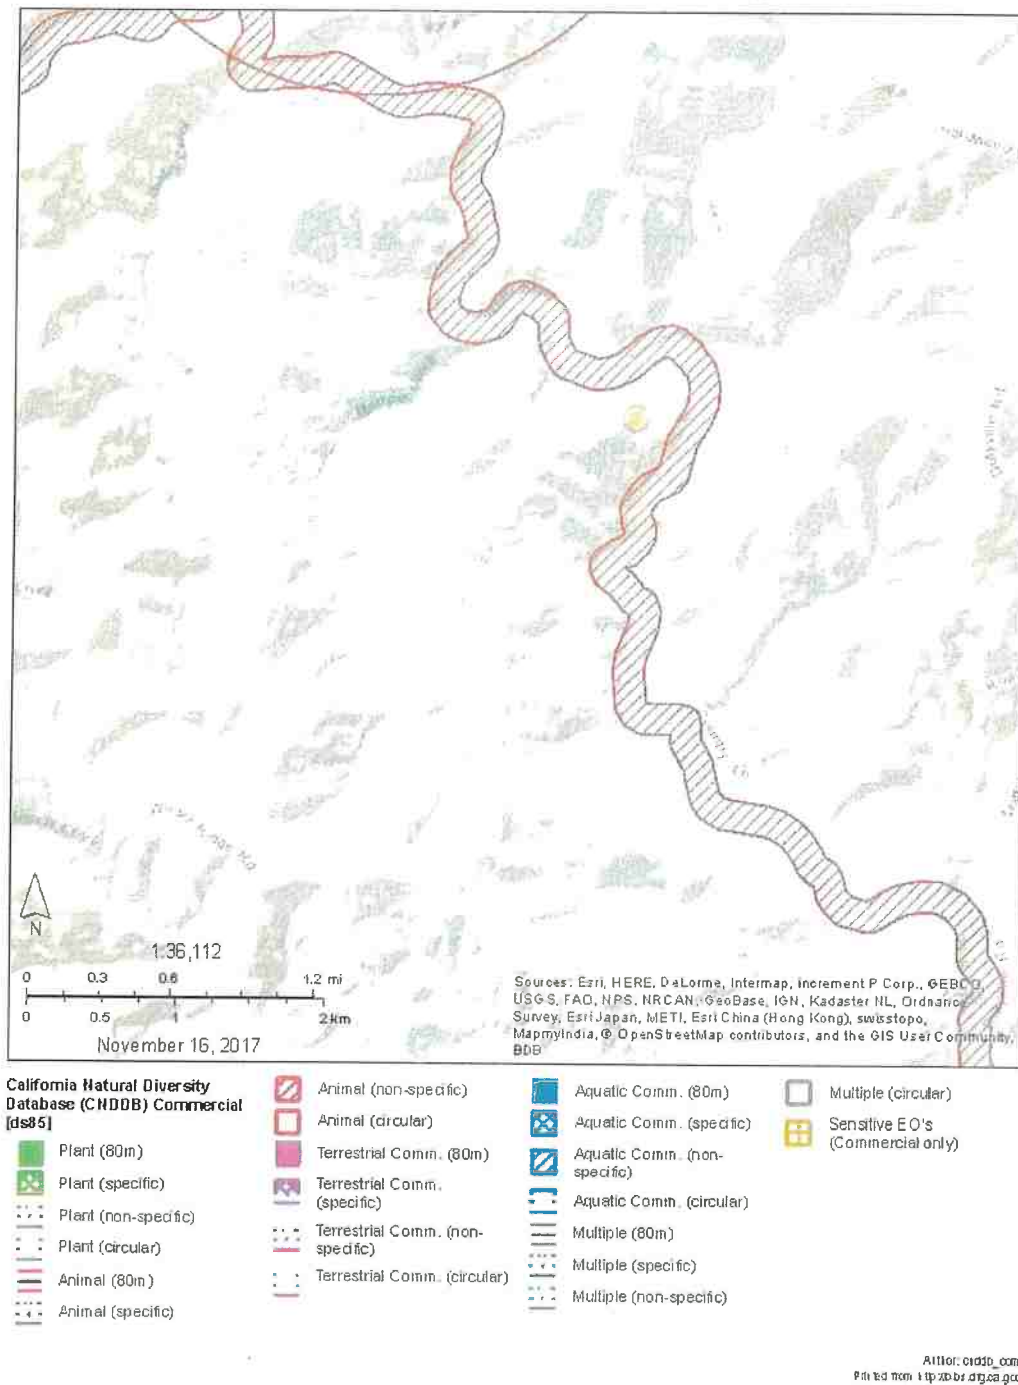 N
1:36,112
0 0.3 0.6 1.2 mi
0 0.5 1 2 km
November 16, 2017
Sources: Esri, HERE, DeLorme, Intermap, increment P Corp., GEBCO,
USGS, FAO, NPS, NRCAN, GeoBase, IGN, Kadaster NL, Ordnance
Survey, Esri Japan, METI, Esri China (Hong Kong), swisstopo,
MapmyIndia, © OpenStreetMap contributors, and the GIS User Community,
BDB
California Natural Diversity
Database (CNDDB) Commercial
[ds85]
Plant (80m)
Plant (specific)
Plant (non-specific)
Plant (circular)
Animal (80m)
Animal (specific)
Animal (non-specific)
Animal (circular)
Terrestrial Comm. (80m)
Terrestrial Comm.
(specific)
Terrestrial Comm. (non-
specific)
Terrestrial Comm. (circular)
Aquatic Comm. (80m)
Aquatic Comm. (specific)
Aquatic Comm. (non-
specific)
Aquatic Comm. (circular)
Multiple (80m)
Multiple (specific)
Multiple (non-specific)
Multiple (circular)
Sensitive EO's
(Commercial only)
Author: cnddb_com
Printed from